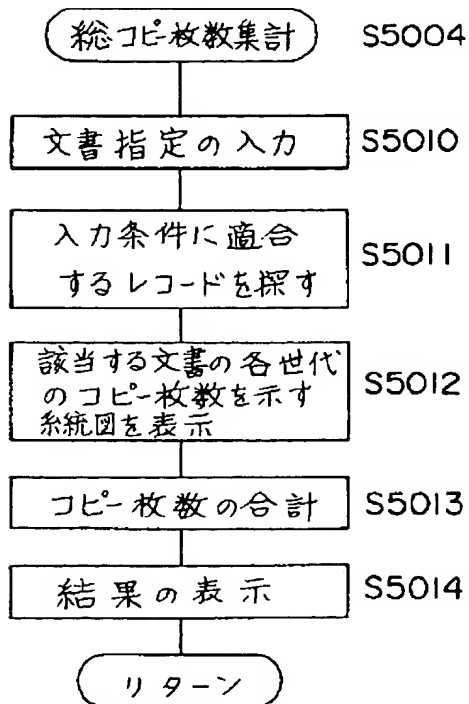 総コピー枚数集計 S5004
文書指定の入力 S5010
入力条件に適合
するレコードを探す S5011
該当する文書の各世代
のコピー枚数を示す S5012
系統図を表示
コピー枚数の合計 S5013
結果の表示 S5014
リターン